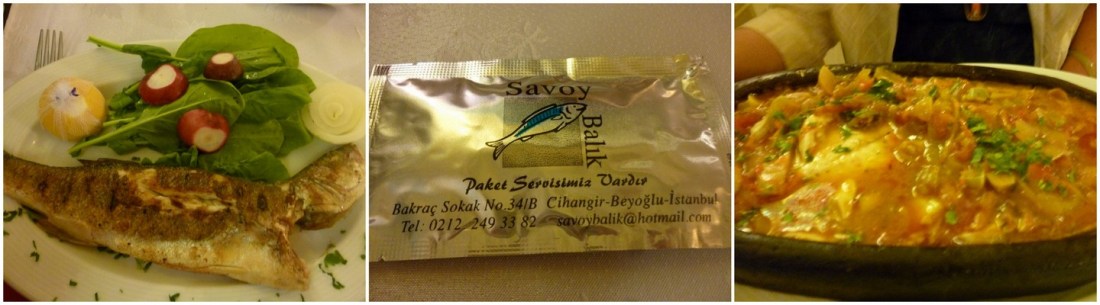 Savoy
Balık
Paket Servisimiz Vardır
Bakraç Sokak No.34/B Cihangir-Beyoğlu-İstanbul
Tel: 0212 249 33 82 savoybalik@hotmail.com